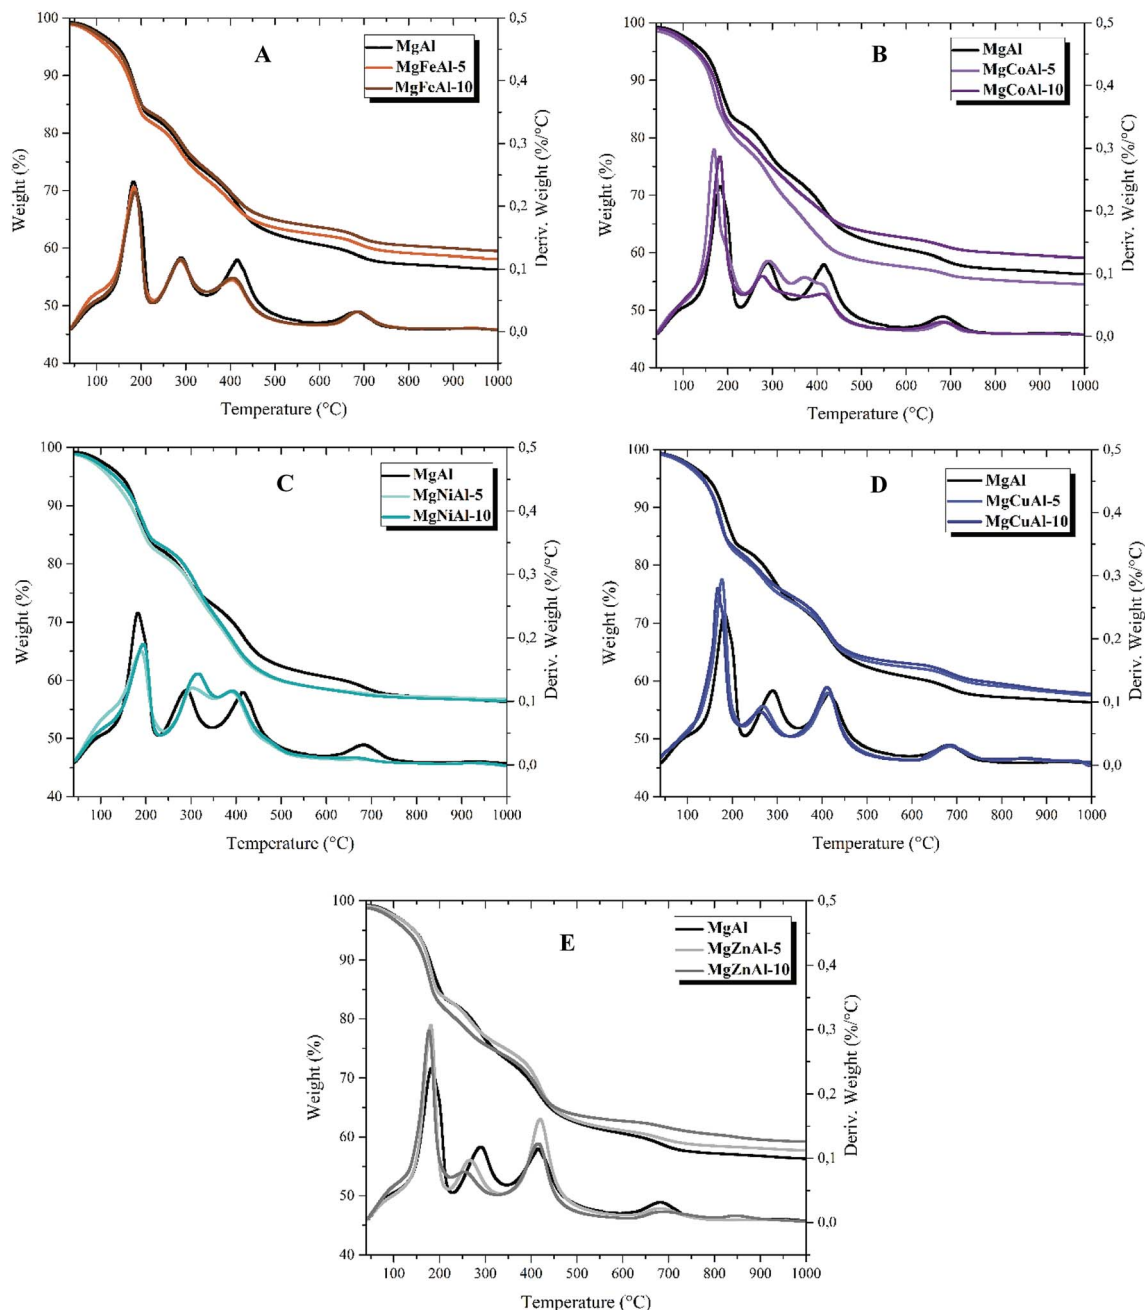 A
MgAl
MgFeAl-5
MgFeAl-10
100
90
80
70
60
50
40
0,5
0,4
0,3
0,2
0,1
0,0
100 200 300 400 500 600 700 800 900 1000
Weight (%)
Deriv. Weight (%/°C)
Temperature (°C)
B
MgAl
MgCoAl-5
MgCoAl-10
100
90
80
70
60
50
40
0,5
0,4
0,3
0,2
0,1
0,0
100 200 300 400 500 600 700 800 900 1000
Weight (%)
Deriv. Weight (%/°C)
Temperature (°C)
C
MgAl
MgNiAl-5
MgNiAl-10
100
90
80
70
60
50
40
0,5
0,4
0,3
0,2
0,1
0,0
100 200 300 400 500 600 700 800 900 1000
Weight (%)
Deriv. Weight (%/°C)
Temperature (°C)
D
MgAl
MgCuAl-5
MgCuAl-10
100
90
80
70
60
50
40
0,5
0,4
0,3
0,2
0,1
0,0
100 200 300 400 500 600 700 800 900 1000
Weight (%)
Deriv. Weight (%/°C)
Temperature (°C)
E
MgAl
MgZnAl-5
MgZnAl-10
100
90
80
70
60
50
40
0,5
0,4
0,3
0,2
0,1
0,0
100 200 300 400 500 600 700 800 900 1000
Weight (%)
Deriv. Weight (%/°C)
Temperature (°C)